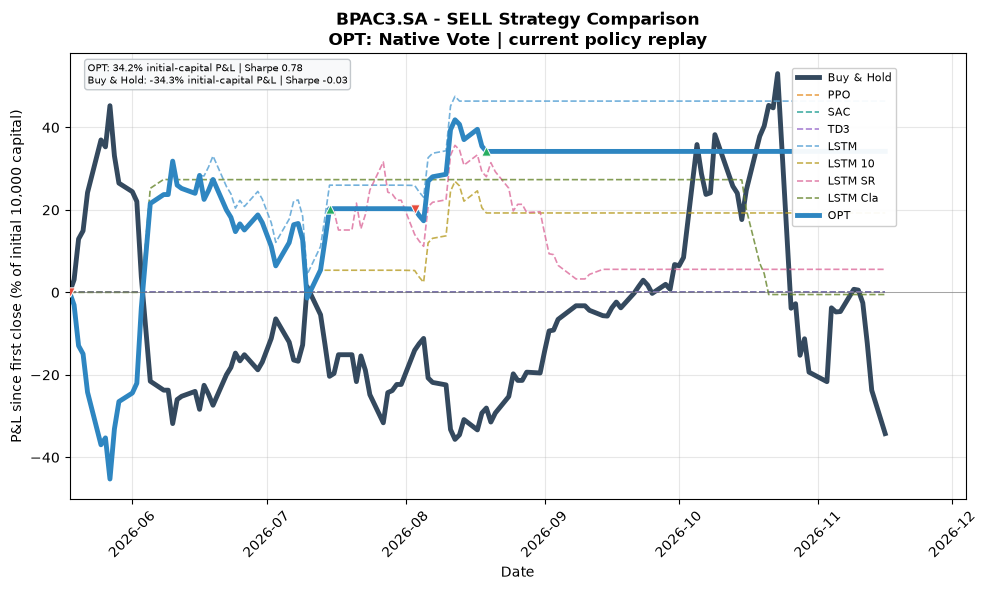 BPAC3.SA - SELL Strategy Comparison
OPT: Native Vote | current policy replay
OPT: 34.2% initial-capital P&L | Sharpe 0.78
Buy & Hold: -34.3% initial-capital P&L | Sharpe -0.03
Buy & Hold
PPO
SAC
TD3
LSTM
LSTM 10
LSTM SR
LSTM Cla
OPT
P&L since first close (% of initial 10,000 capital)
40
20
0
−20
−40
2026-06
2026-07
2026-08
2026-09
2026-10
2026-11
2026-12
Date